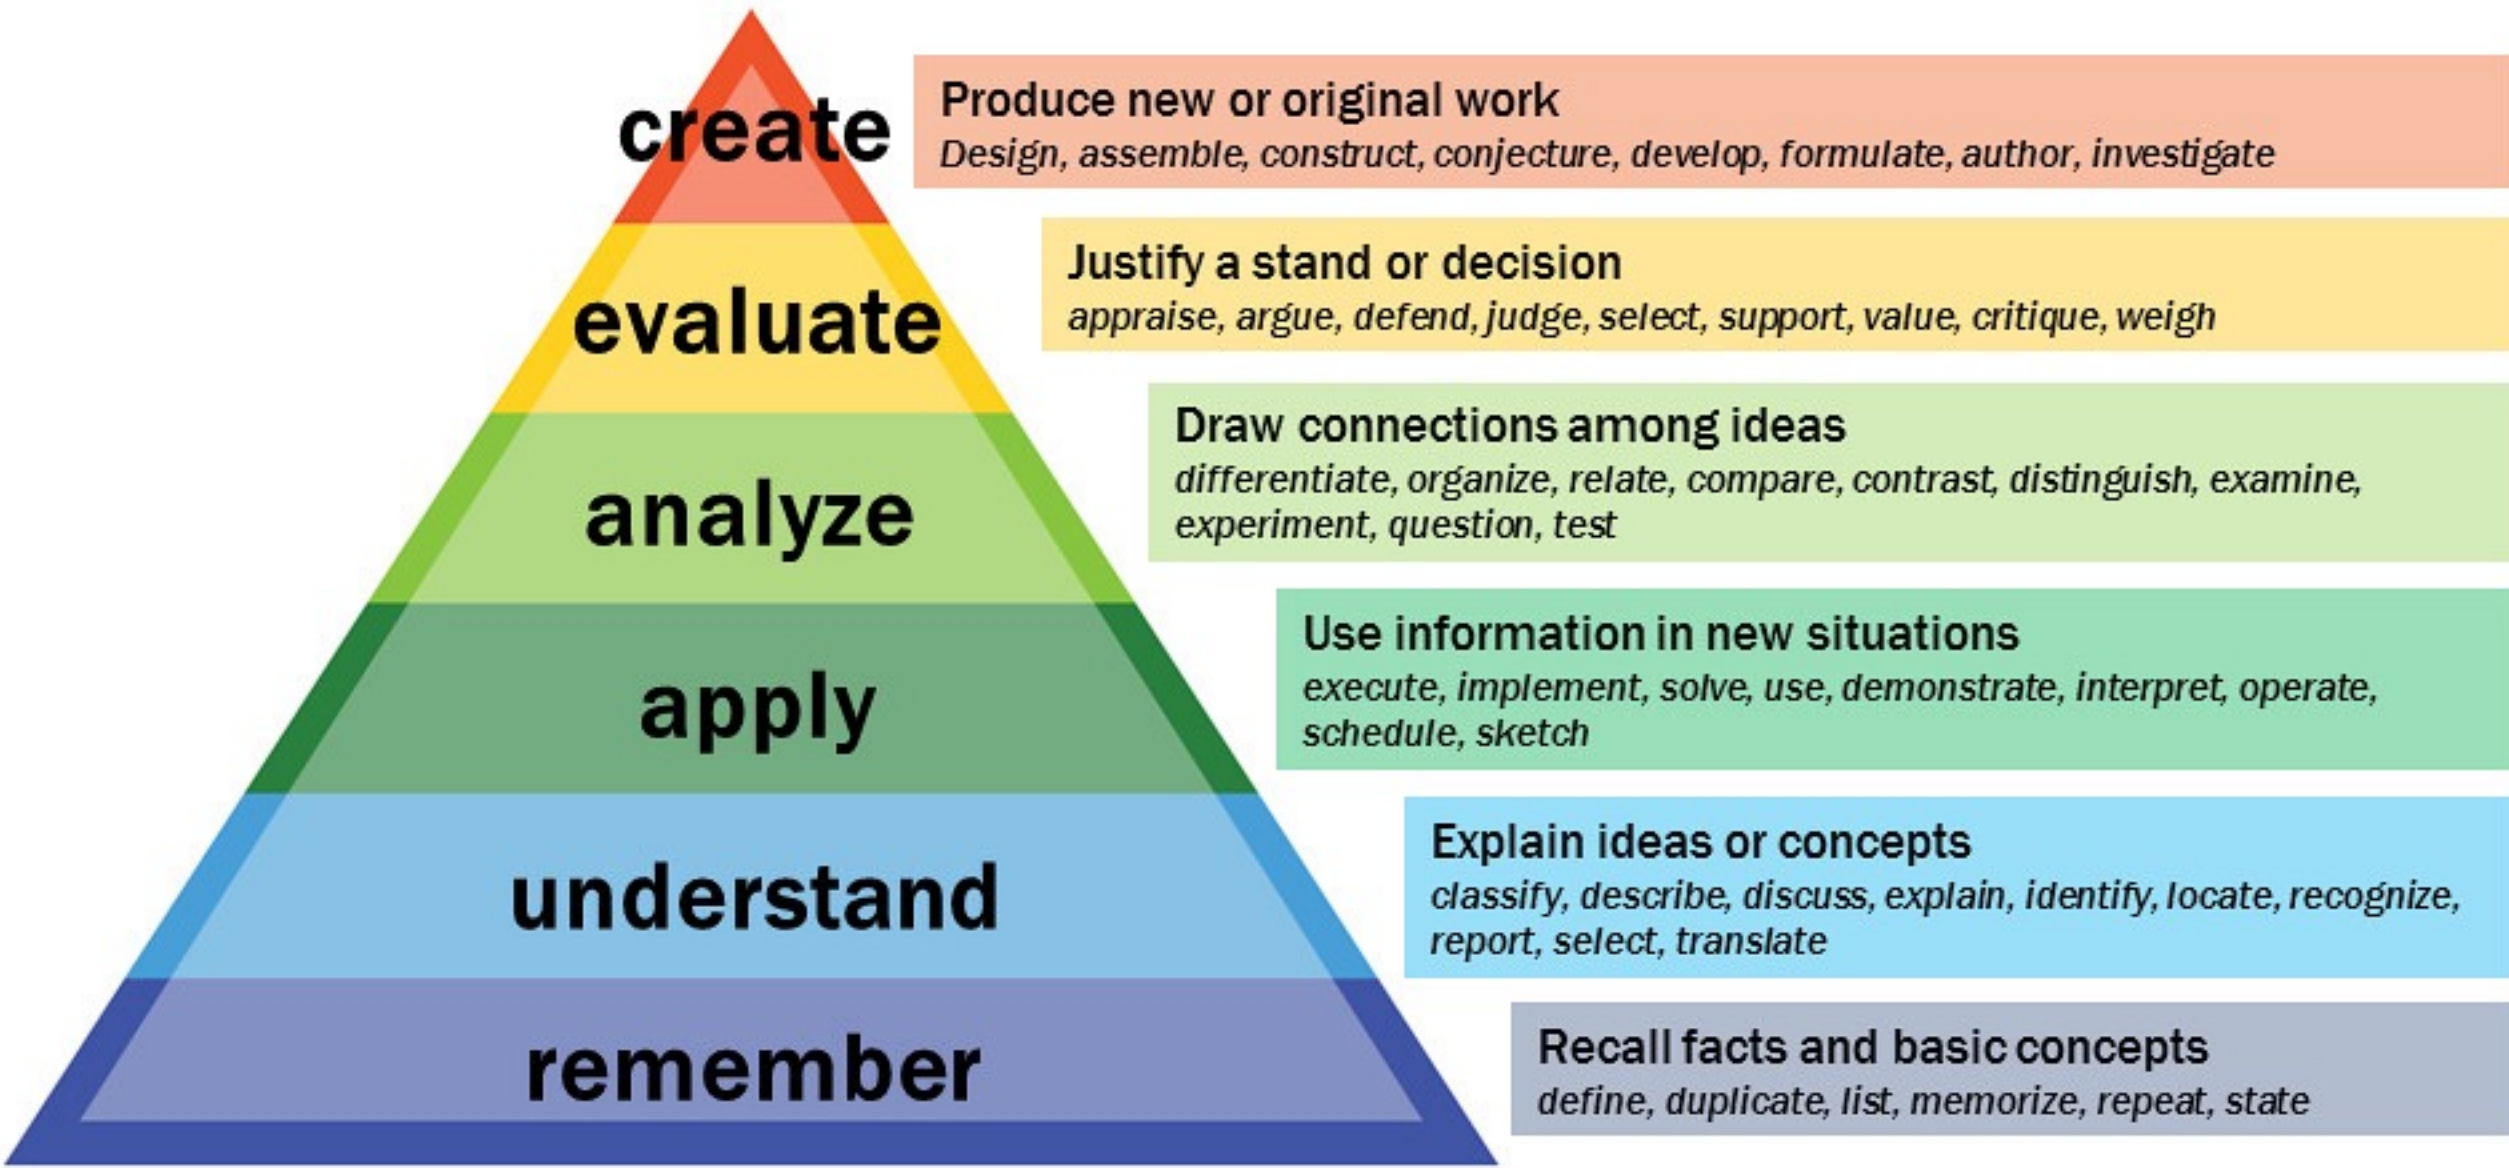 create
Produce new or original work
Design, assemble, construct, conjecture, develop, formulate, author, investigate
evaluate
Justify a stand or decision
appraise, argue, defend, judge, select, support, value, critique, weigh
analyze
Draw connections among ideas
differentiate, organize, relate, compare, contrast, distinguish, examine,
experiment, question, test
apply
Use information in new situations
execute, implement, solve, use, demonstrate, interpret, operate,
schedule, sketch
understand
Explain ideas or concepts
classify, describe, discuss, explain, identify, locate, recognize,
report, select, translate
remember
Recall facts and basic concepts
define, duplicate, list, memorize, repeat, state